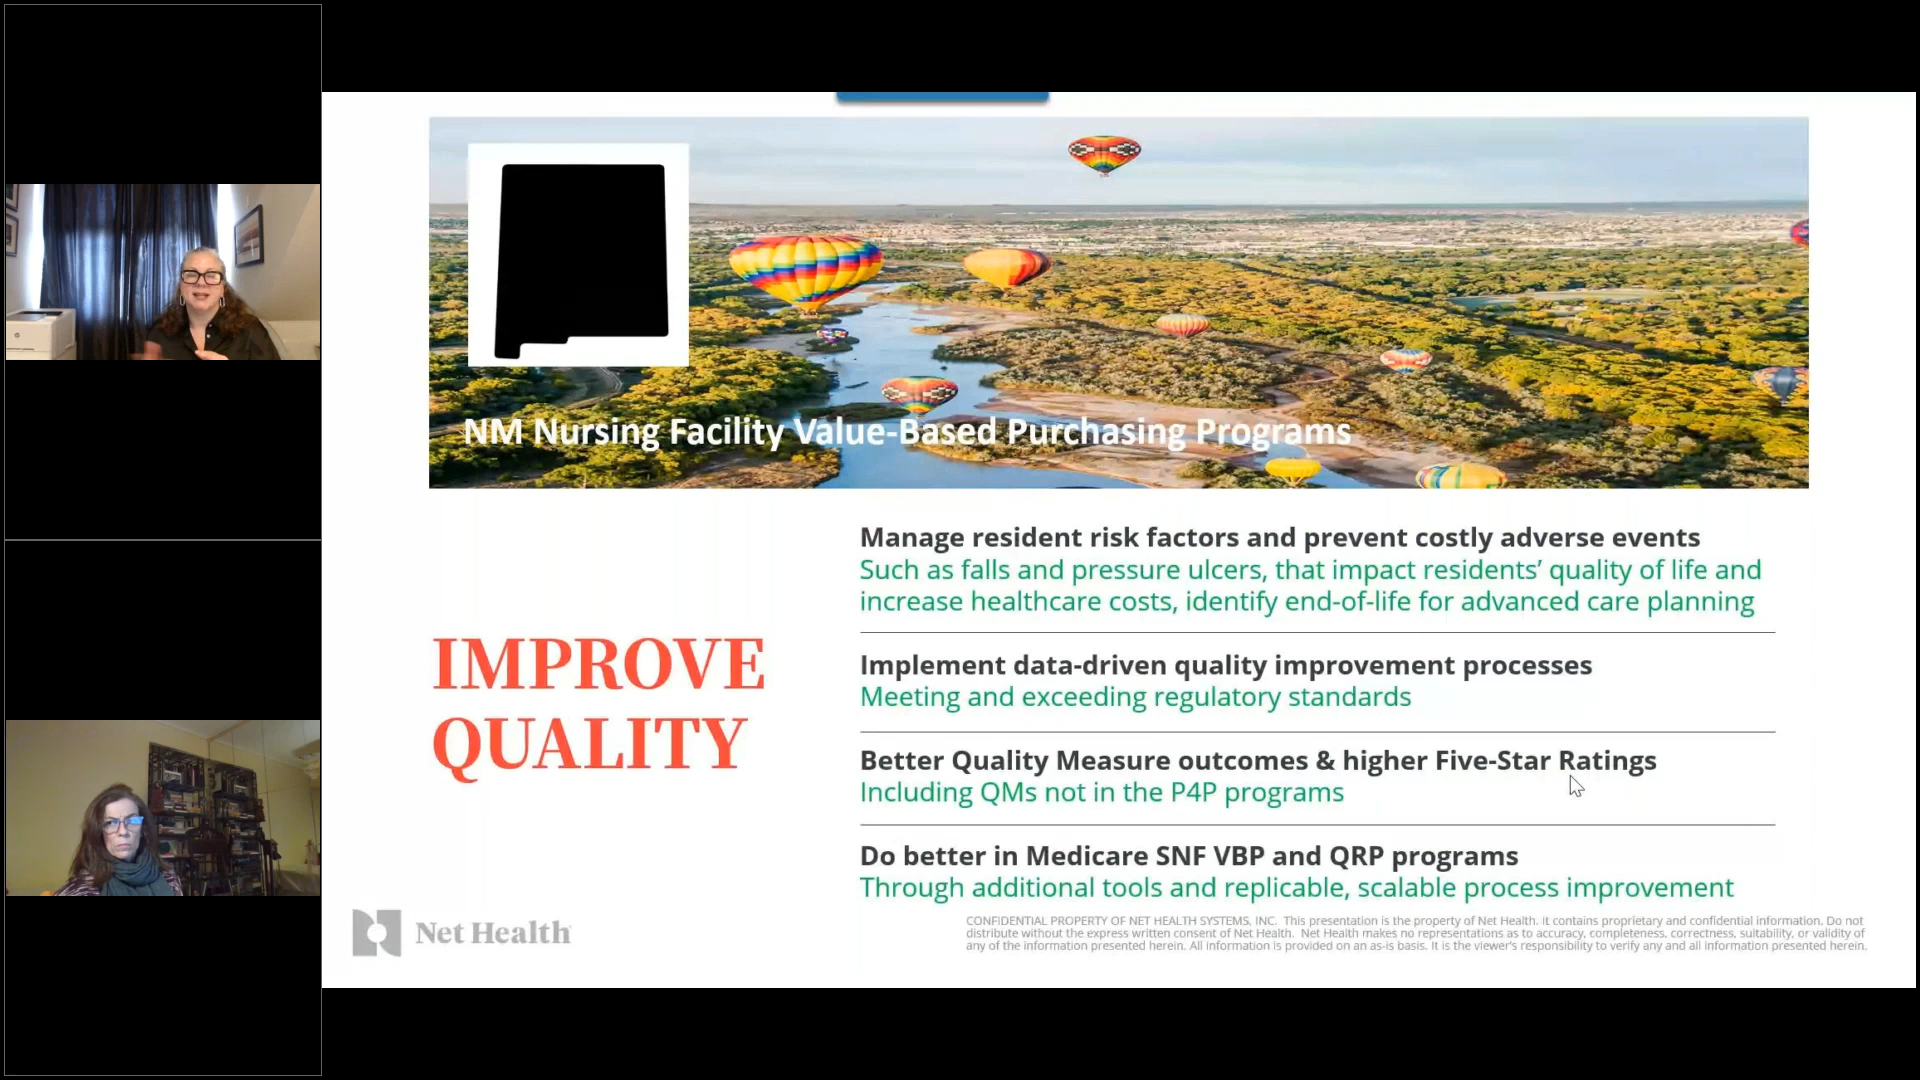 NM Nursing Facility Value-Based Purchasing Programs
IMPROVE
QUALITY
Manage resident risk factors and prevent costly adverse events
Such as falls and pressure ulcers, that impact residents’ quality of life and
increase healthcare costs, identify end-of-life for advanced care planning
Implement data-driven quality improvement processes
Meeting and exceeding regulatory standards
Better Quality Measure outcomes & higher Five-Star Ratings
Including QMs not in the P4P programs
Do better in Medicare SNF VBP and QRP programs
Through additional tools and replicable, scalable process improvement
Net Health
CONFIDENTIAL PROPERTY OF NET HEALTH SYSTEMS, INC. This presentation is the property of Net Health. It contains proprietary and confidential information. Do not
distribute without the express written consent of Net Health. Net Health makes no representations as to accuracy, completeness, correctness, suitability, or validity of
any of the information presented herein. All information is provided on an as-is basis. It is the viewer's responsibility to verify any and all information presented herein.